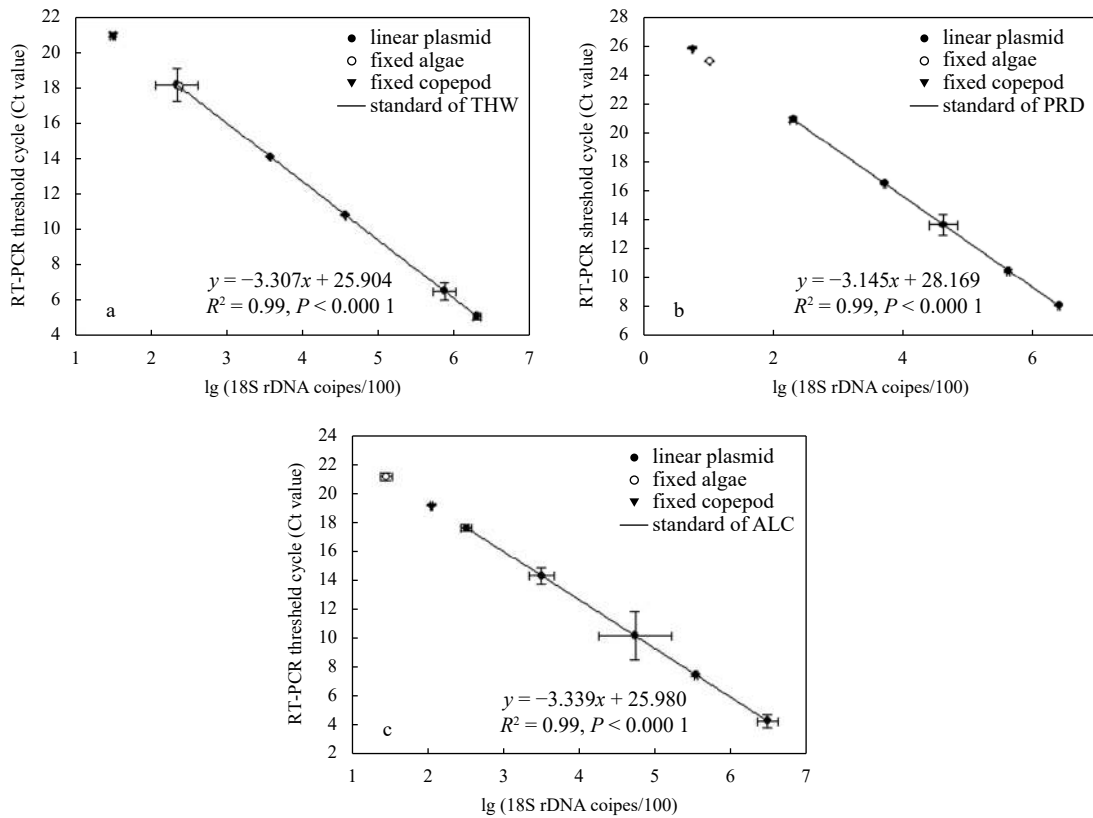 22
20
18
16
14
12
10
8
6
4
RT-PCR threshold cycle (Ct value)
linear plasmid
fixed algae
fixed copepod
standard of THW
y = −3.307x + 25.904
R² = 0.99, P < 0.000 1
a
1 2 3 4 5 6 7
lg (18S rDNA coipes/100)
28
26
24
22
20
18
16
14
12
10
8
6
RT-PCR shreshold cycle (Ct value)
linear plasmid
fixed algae
fixed copepod
standard of PRD
y = −3.145x + 28.169
R² = 0.99, P < 0.000 1
b
0 2 4 6
lg (18S rDNA coipes/100)
24
22
20
18
16
14
12
10
8
6
4
2
RT-PCR thresheld cycle (Ct value)
linear plasmid
fixed algae
fixed copepod
standard of ALC
y = −3.339x + 25.980
R² = 0.99, P < 0.000 1
c
1 2 3 4 5 6 7
lg (18S rDNA coipes/100)